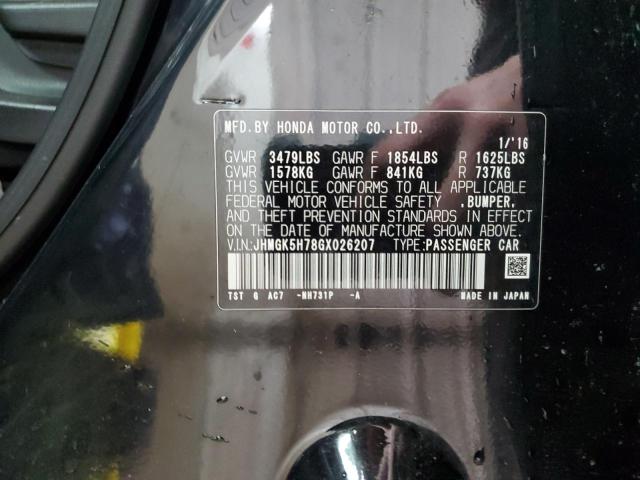 MFD.BY HONDA MOTOR CO.,LTD.
1/'16
GVWR 3479LBS GAWR F 1854LBS R 1625LBS
GVWR 1578KG GAWR F 841KG R 737KG
THIS VEHICLE CONFORMS TO ALL APPLICABLE
FEDERAL MOTOR VEHICLE SAFETY ,BUMPER,
AND THEFT PREVENTION STANDARDS IN EFFECT
ON THE DATE OF MANUFACTURE SHOWN ABOVE.
V.I.N:JHMGK5H78GX026207 TYPE:PASSENGER CAR
TST G AC7 -NH731P -A MADE IN JAPAN